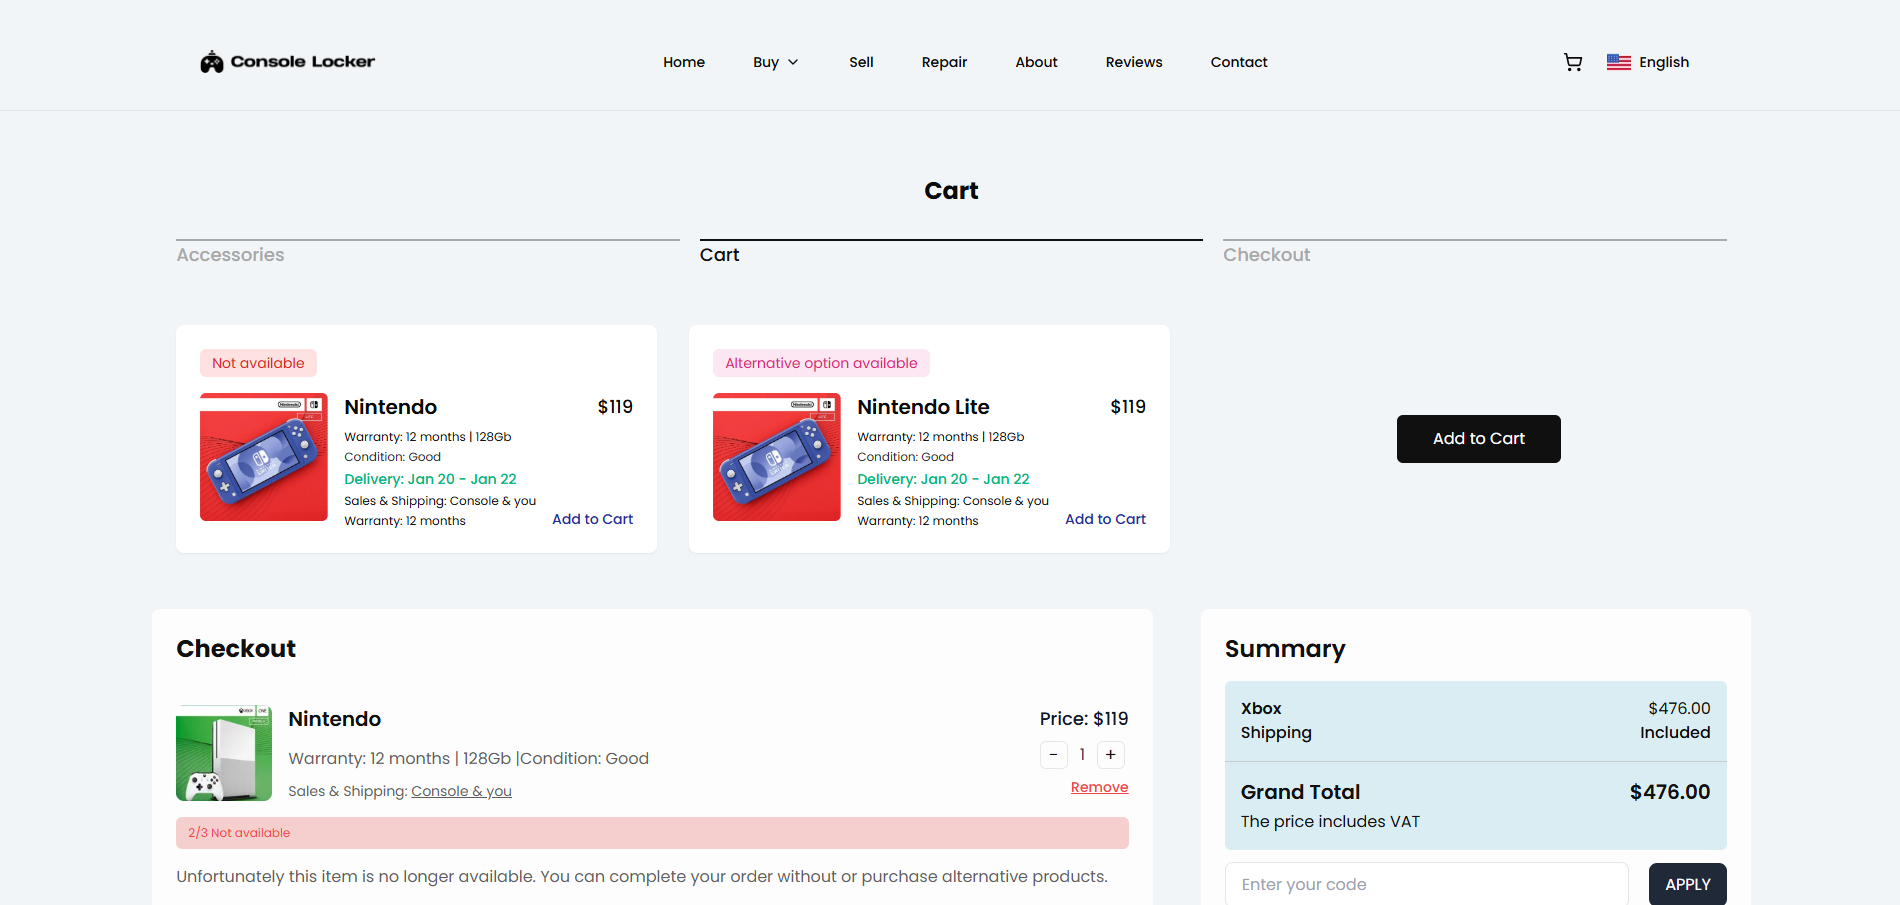 Console Locker
Home
Buy
Sell
Repair
About
Reviews
Contact
English
Cart
Accessories
Cart
Checkout
Not available
Nintendo
$119
Warranty: 12 months | 128Gb
Condition: Good
Delivery: Jan 20 - Jan 22
Sales & Shipping: Console & you
Warranty: 12 months
Add to Cart
Alternative option available
Nintendo Lite
$119
Warranty: 12 months | 128Gb
Condition: Good
Delivery: Jan 20 - Jan 22
Sales & Shipping: Console & you
Warranty: 12 months
Add to Cart
Add to Cart
Checkout
Nintendo
Price: $119
Warranty: 12 months | 128Gb |Condition: Good
- 1 +
Sales & Shipping: Console & you
Remove
2/3 Not available
Unfortunately this item is no longer available. You can complete your order without or purchase alternative products.
Summary
Xbox $476.00
Shipping Included
Grand Total $476.00
The price includes VAT
Enter your code
APPLY